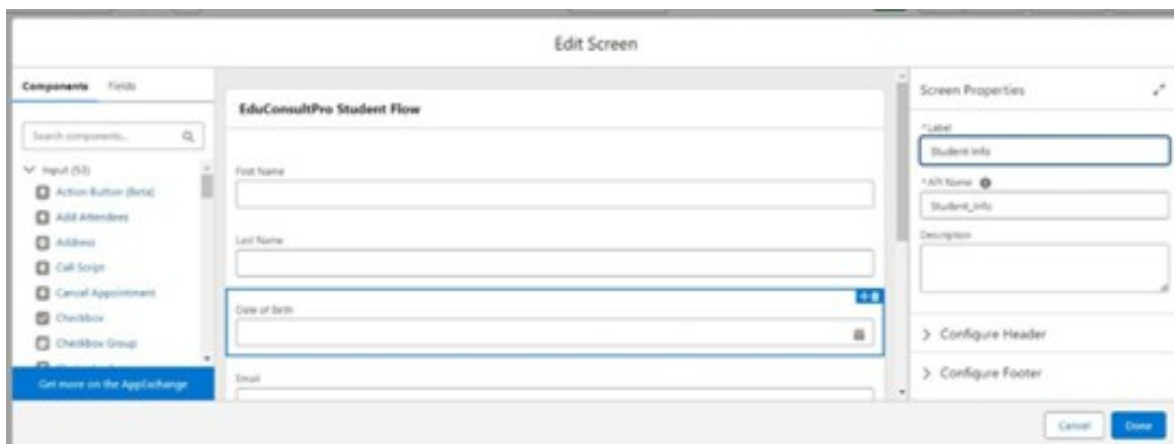 Edit Screen
Components Fields
Search components...
Input (53)
Action Button (Beta)
Add Attendees
Address
Call Script
Cancel Appointment
Checkbox
Checkbox Group
Get more on the AppExchange
EduConsultPro Student Flow
First Name
Last Name
Date of Birth
Email
Screen Properties
*Label
Student Info
*API Name
Student_Info
Description
Configure Header
Configure Footer
Cancel Done